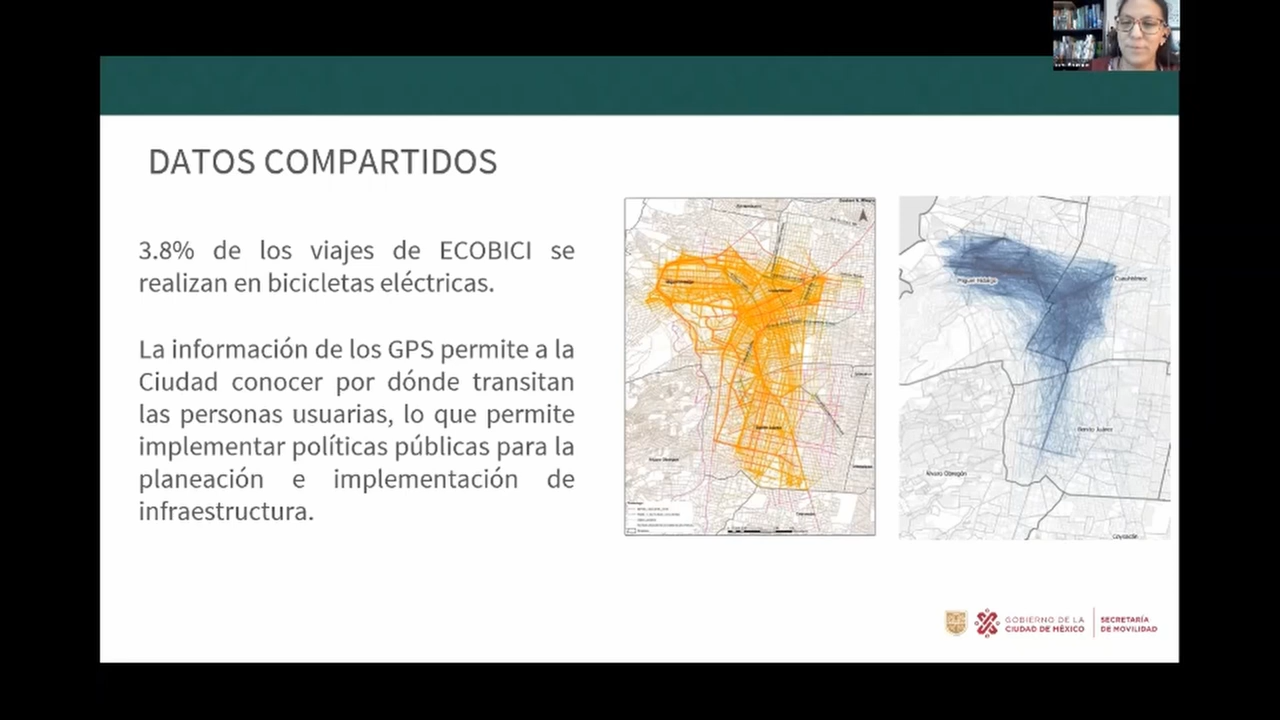 DATOS COMPARTIDOS
3.8% de los viajes de ECOBICI se
realizan en bicicletas eléctricas.
La información de los GPS permite a la
Ciudad conocer por dónde transitan
las personas usuarias, lo que permite
implementar políticas públicas para la
planeación e implementación de
infraestructura.
Miguel Hidalgo
Cuauhtémoc
Benito Juárez
Álvaro Obregón
Coyoacán
GOBIERNO DE LA
CIUDAD DE MÉXICO
SECRETARÍA
DE MOVILIDAD